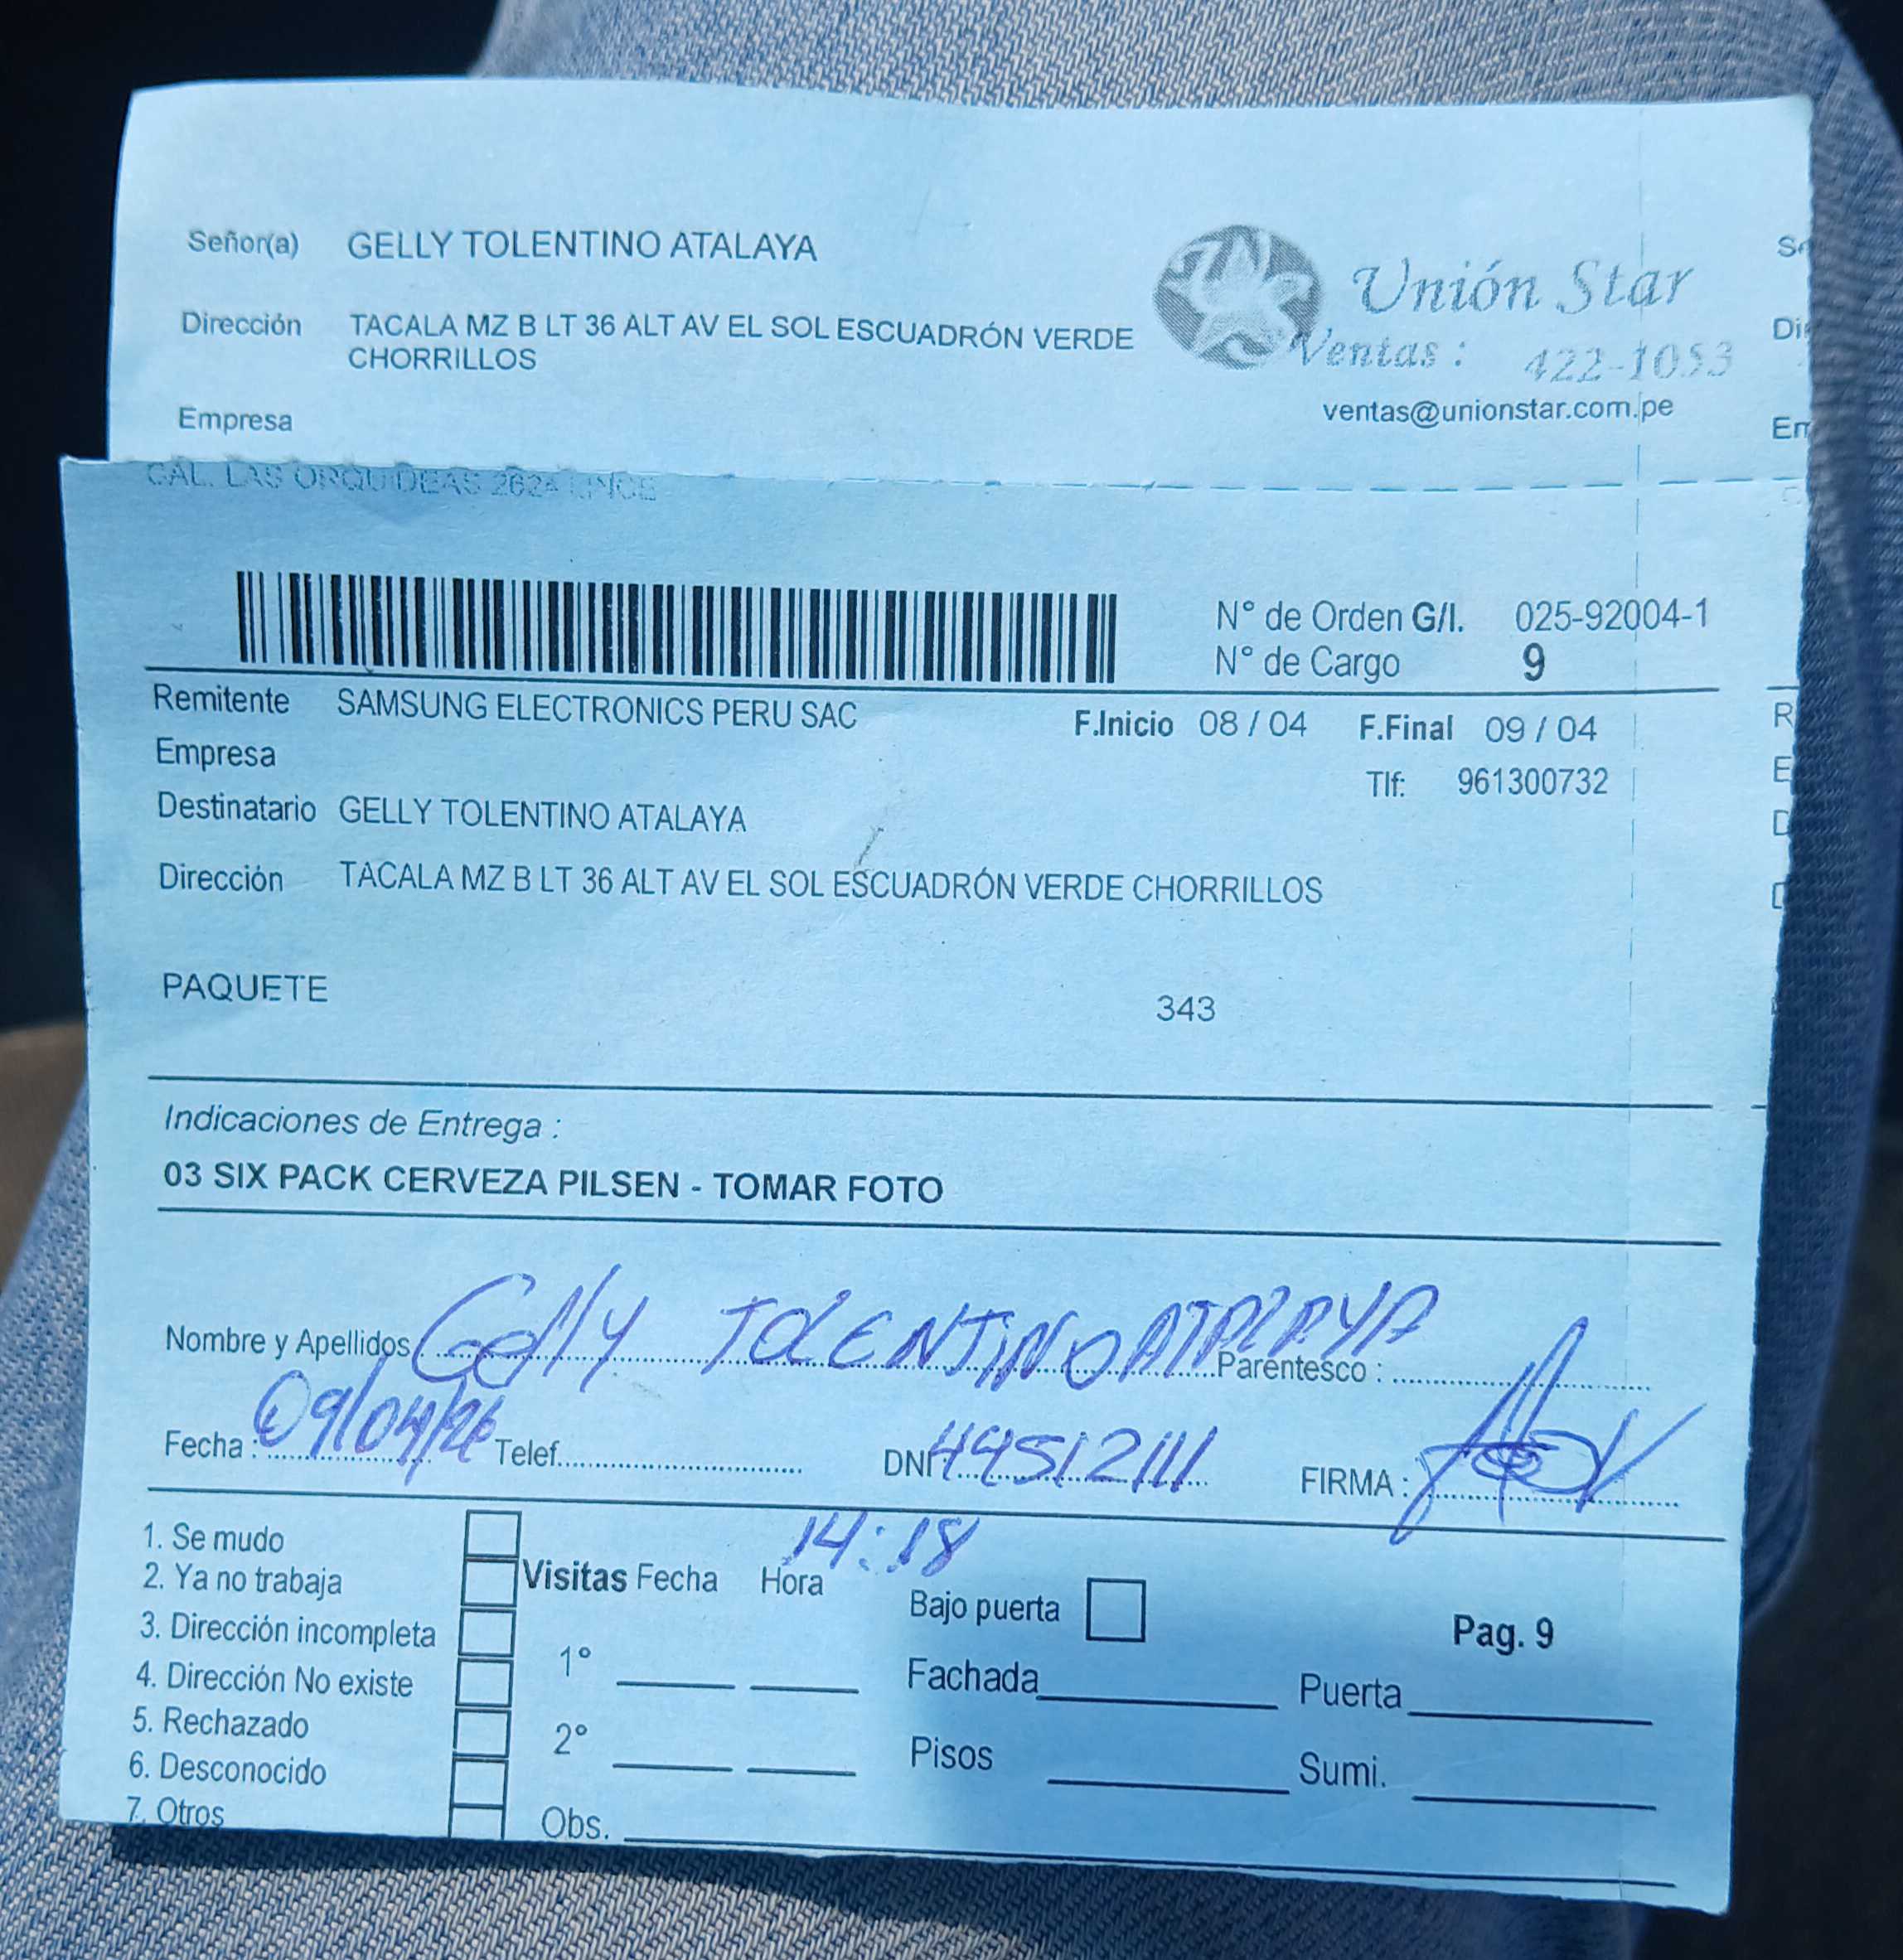 Señor(a) GELLY TOLENTINO ATALAYA
Dirección TACALA MZ B LT 36 ALT AV EL SOL ESCUADRÓN VERDE
CHORRILLOS
Empresa
Unión Star
Ventas : 422-1053
ventas@unionstar.com.pe
CAL. LAS ORQUIDEAS 2624 LINCE
N° de Orden G/I. 025-92004-1
N° de Cargo 9
Remitente SAMSUNG ELECTRONICS PERU SAC F.Inicio 08 / 04 F.Final 09 / 04
Empresa Tlf: 961300732
Destinatario GELLY TOLENTINO ATALAYA
Dirección TACALA MZ B LT 36 ALT AV EL SOL ESCUADRÓN VERDE CHORRILLOS
PAQUETE 343
Indicaciones de Entrega :
03 SIX PACK CERVEZA PILSEN - TOMAR FOTO
Nombre y Apellidos Gelly TOLENTINO ATALAYA Parentesco :
Fecha : 09/04/26 Telef. DNI 44512111 FIRMA :
14:18
1. Se mudo
2. Ya no trabaja
3. Dirección incompleta
4. Dirección No existe
5. Rechazado
6. Desconocido
7. Otros
Visitas Fecha Hora
1°
2°
Obs.
Bajo puerta Pag. 9
Fachada Puerta
Pisos Sumi.